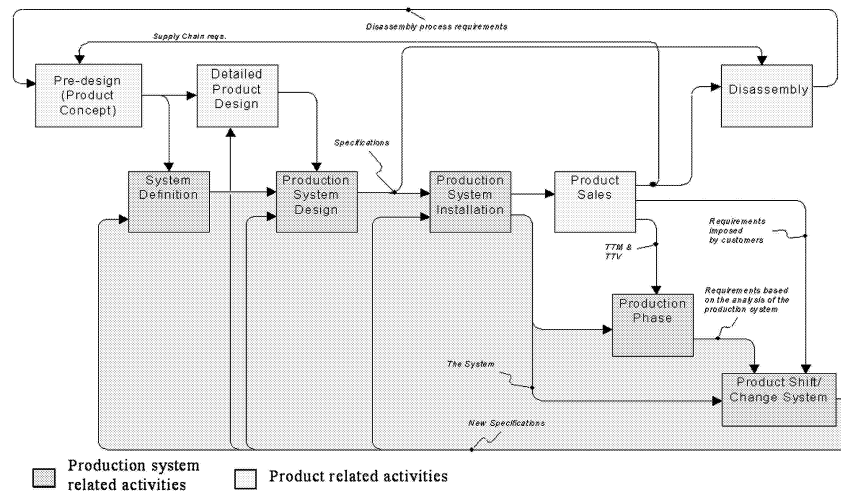 Disassembly process requirements
Supply Chain reqs.
Pre-design
(Product
Concept)
Detailed
Product
Design
Disassembly
Specifications
System
Definition
Production
System
Design
Production
System
Installation
Product
Sales
Requirements
imposed
by customers
TTM &
TTV
Requirements based
on the analysis of the
production system
Production
Phase
The System
Product Shift/
Change System
New Specifications
Production system
related activities
Product related activities